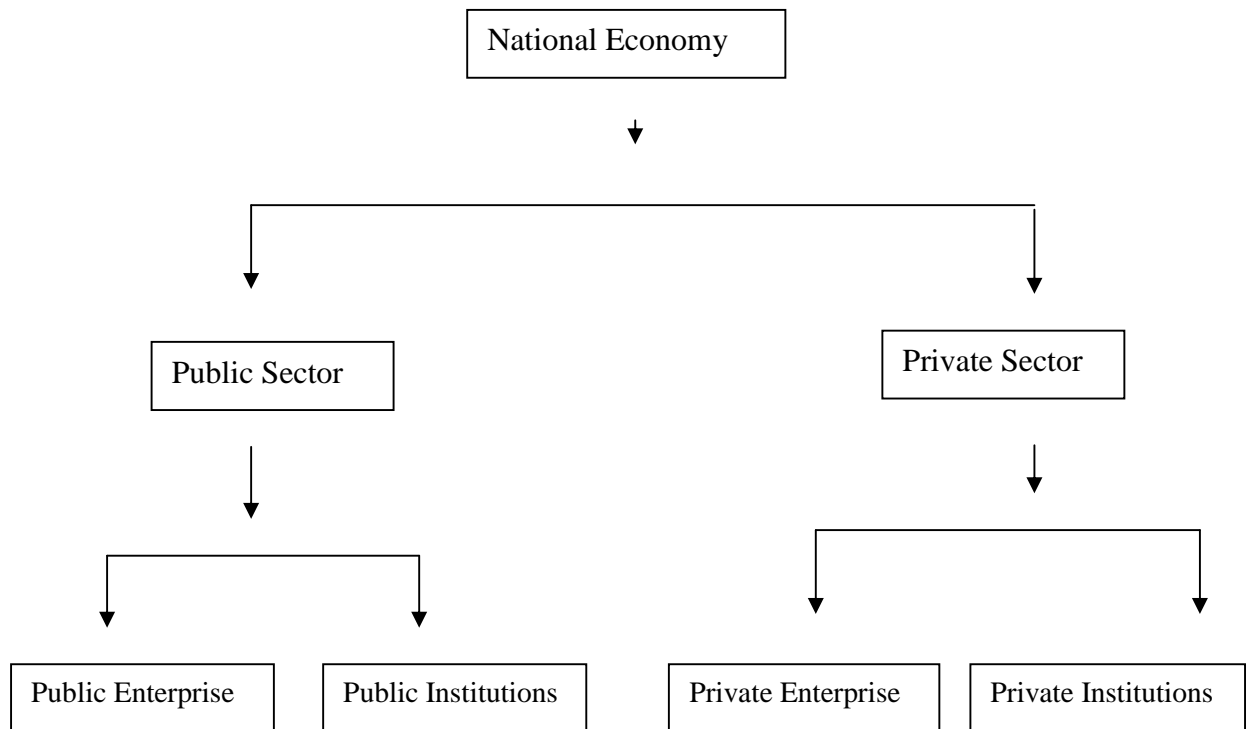 National Economy
Public Sector
Private Sector
Public Enterprise
Public Institutions
Private Enterprise
Private Institutions